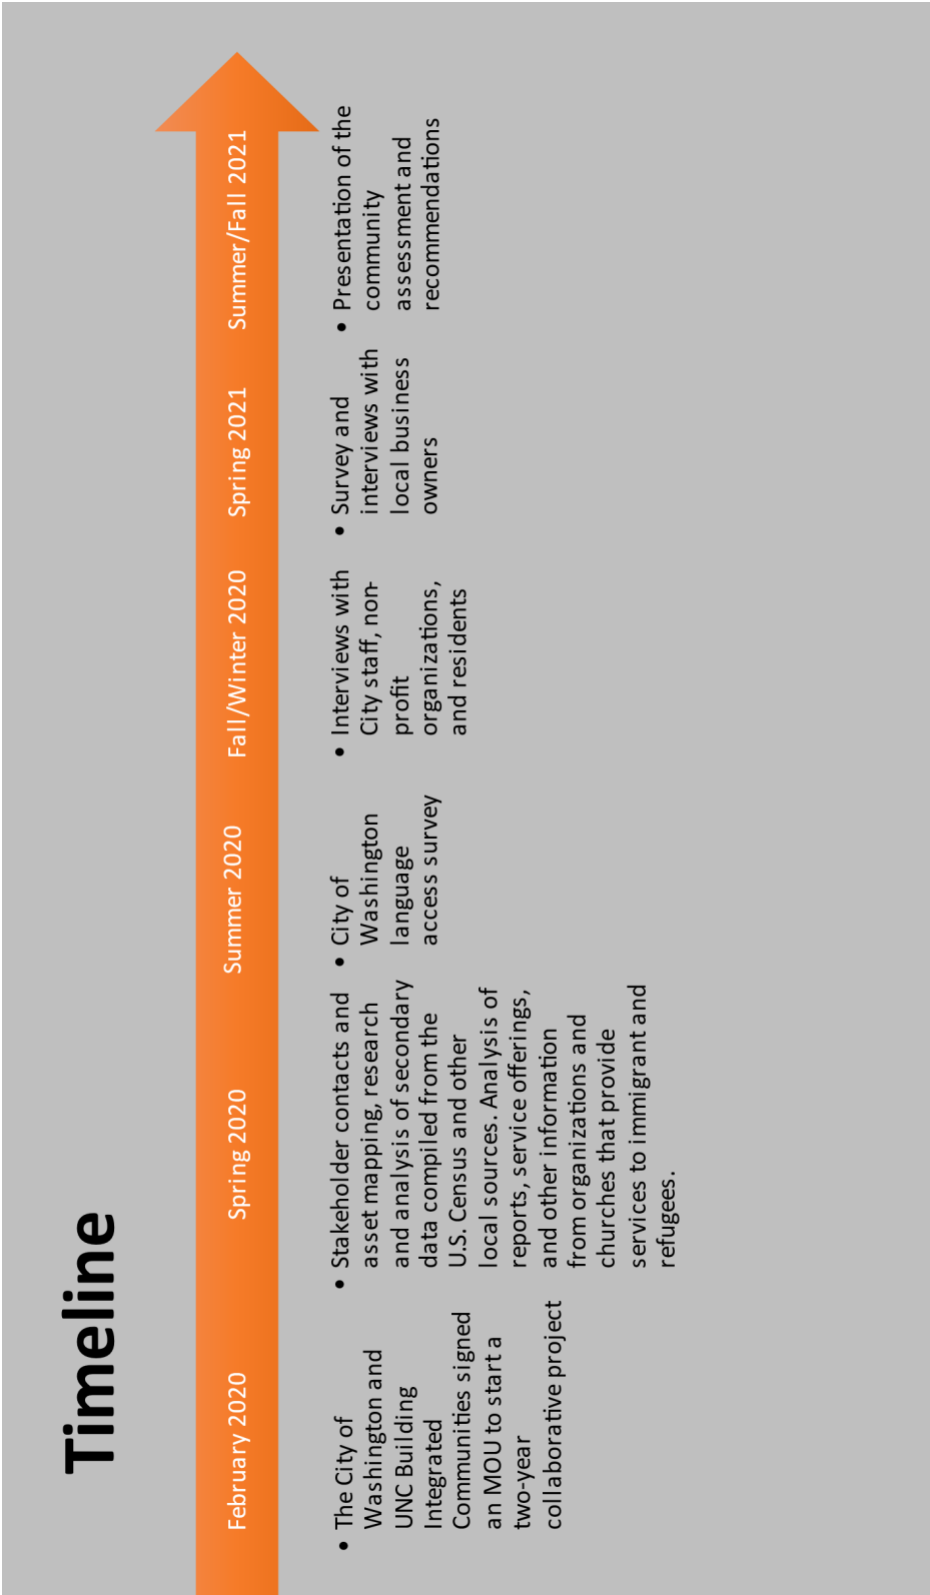 Timeline
February 2020
Spring 2020
Summer 2020
Fall/Winter 2020
Spring 2021
Summer/Fall 2021
• The City of
Washington and
UNC Building
Integrated
Communities signed
an MOU to start a
two-year
collaborative project
• Stakeholder contacts and
asset mapping, research
and analysis of secondary
data compiled from the
U.S. Census and other
local sources. Analysis of
reports, service offerings,
and other information
from organizations and
churches that provide
services to immigrant and
refugees.
• City of
Washington
language
access survey
• Interviews with
City staff, non-
profit
organizations,
and residents
• Survey and
interviews with
local business
owners
• Presentation of the
community
assessment and
recommendations